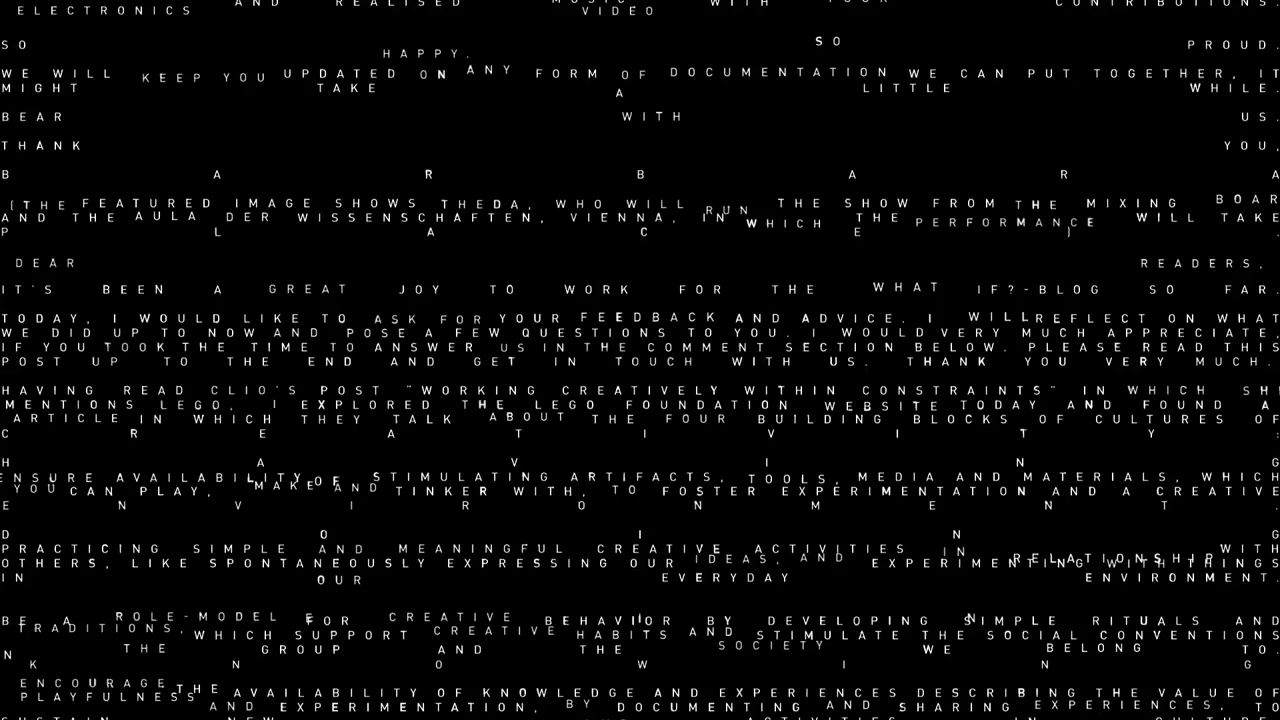 AND REALISED MUSIC WITH YOUR CONTRIBUTIONS.
ELECTRONICS VIDEO
SO SO PROUD.
HAPPY.
WE WILL KEEP YOU UPDATED ON ANY FORM OF DOCUMENTATION WE CAN PUT TOGETHER, IT
MIGHT TAKE A LITTLE WHILE.
BEAR WITH US.
THANK YOU,
BARBARA
(THE FEATURED IMAGE SHOWS THEDA, WHO WILL RUN THE SHOW FROM THE MIXING BOAR
AND THE AULA DER WISSENSCHAFTEN, VIENNA, IN WHICH THE PERFORMANCE WILL TAKE
PLACE)
DEAR READERS,
IT'S BEEN A GREAT JOY TO WORK FOR THE WHAT IF?-BLOG SO FAR.
TODAY, I WOULD LIKE TO ASK FOR YOUR FEEDBACK AND ADVICE. I WILL REFLECT ON WHAT
WE DID UP TO NOW AND POSE A FEW QUESTIONS TO YOU. I WOULD VERY MUCH APPRECIATE,
IF YOU TOOK THE TIME TO ANSWER US IN THE COMMENT SECTION BELOW. PLEASE READ THIS
POST UP TO THE END AND GET IN TOUCH WITH US. THANK YOU VERY MUCH.
HAVING READ CLIO'S POST "WORKING CREATIVELY WITHIN CONSTRAINTS" IN WHICH SH
MENTIONS LEGO, I EXPLORED THE LEGO FOUNDATION WEBSITE TODAY AND FOUND A
ARTICLE IN WHICH THEY TALK ABOUT THE FOUR BUILDING BLOCKS OF CULTURES OF
CREATIVITY:
HAVING
ENSURE AVAILABILITY OF STIMULATING ARTIFACTS, TOOLS, MEDIA AND MATERIALS, WHICH
YOU CAN PLAY, MAKE AND TINKER WITH, TO FOSTER EXPERIMENTATION AND A CREATIVE
ENVIRONMENT.
DOING
PRACTICING SIMPLE AND MEANINGFUL CREATIVE ACTIVITIES IN RELATIONSHIP WITH
OTHERS, LIKE SPONTANEOUSLY EXPRESSING OUR IDEAS, AND EXPERIMENTING WITH THINGS
IN OUR EVERYDAY ENVIRONMENT.
BE A ROLE-MODEL FOR CREATIVE BEHAVIOR BY DEVELOPING SIMPLE RITUALS AND
TRADITIONS, WHICH SUPPORT CREATIVE HABITS AND STIMULATE THE SOCIAL CONVENTIONS
THE GROUP AND THE SOCIETY WE BELONG TO.
KNOWING
ENCOURAGE THE AVAILABILITY OF KNOWLEDGE AND EXPERIENCES DESCRIBING THE VALUE OF
PLAYFULNESS AND EXPERIMENTATION, BY DOCUMENTING AND SHARING EXPERIENCES, TO
SUSTAIN NEW ACTIVITIES IN